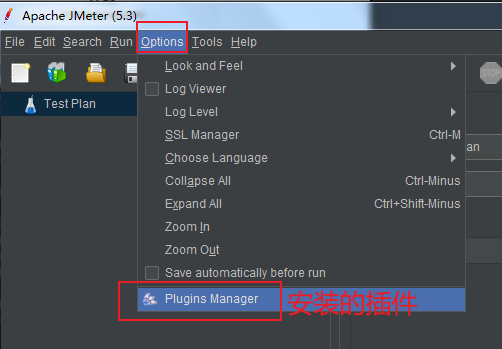 Apache JMeter (5.3)
File Edit Search Run Options Tools Help
STOP
Test Plan
Look and Feel
Log Viewer
Log Level
SSL Manager Ctrl-M
Choose Language
Collapse All Ctrl-Minus
Expand All Ctrl+Shift-Minus
Zoom In
Zoom Out
Save automatically before run
Plugins Manager 安装的插件
an